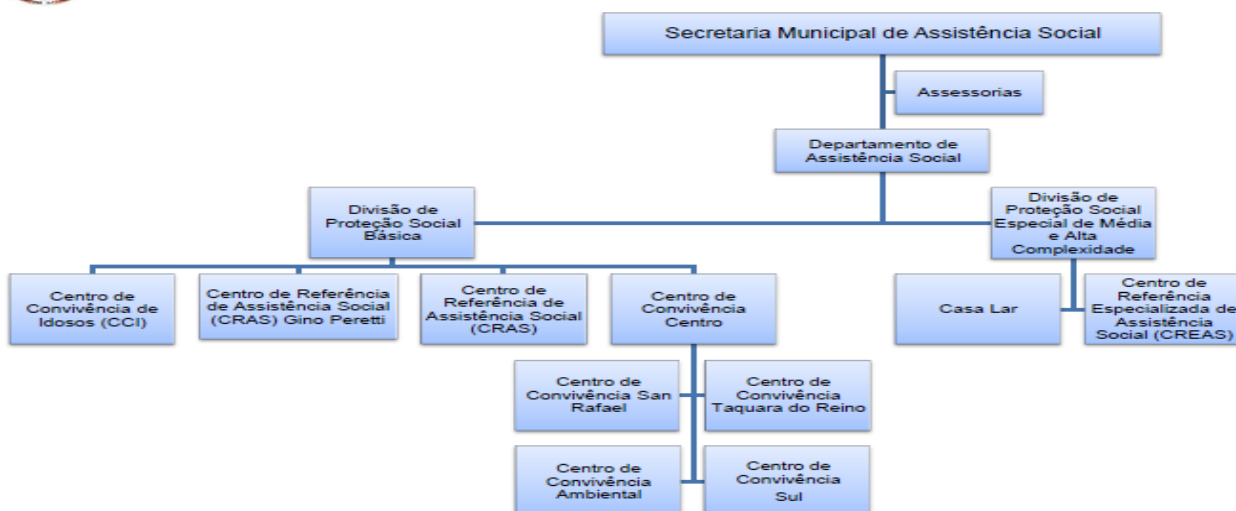 Secretaria Municipal de Assistência Social
Assessorias
Departamento de
Assistência Social
Divisão de
Proteção Social
Básica
Divisão de
Proteção Social
Especial de Média
e Alta
Complexidade
Centro de
Convivência de
Idosos (CCI)
Centro de Referência
de Assistência Social
(CRAS) Gino Peretti
Centro de
Referência de
Assistência Social
(CRAS)
Centro de
Convivência
Centro
Casa Lar
Centro de
Referência
Especializada de
Assistência
Social (CREAS)
Centro de
Convivência San
Rafael
Centro de
Convivência
Taquara do Reino
Centro de
Convivência
Ambiental
Centro de
Convivência
Sul